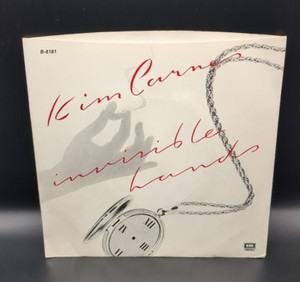 B-8181
Kim Carnes
invisible
hands
EMI